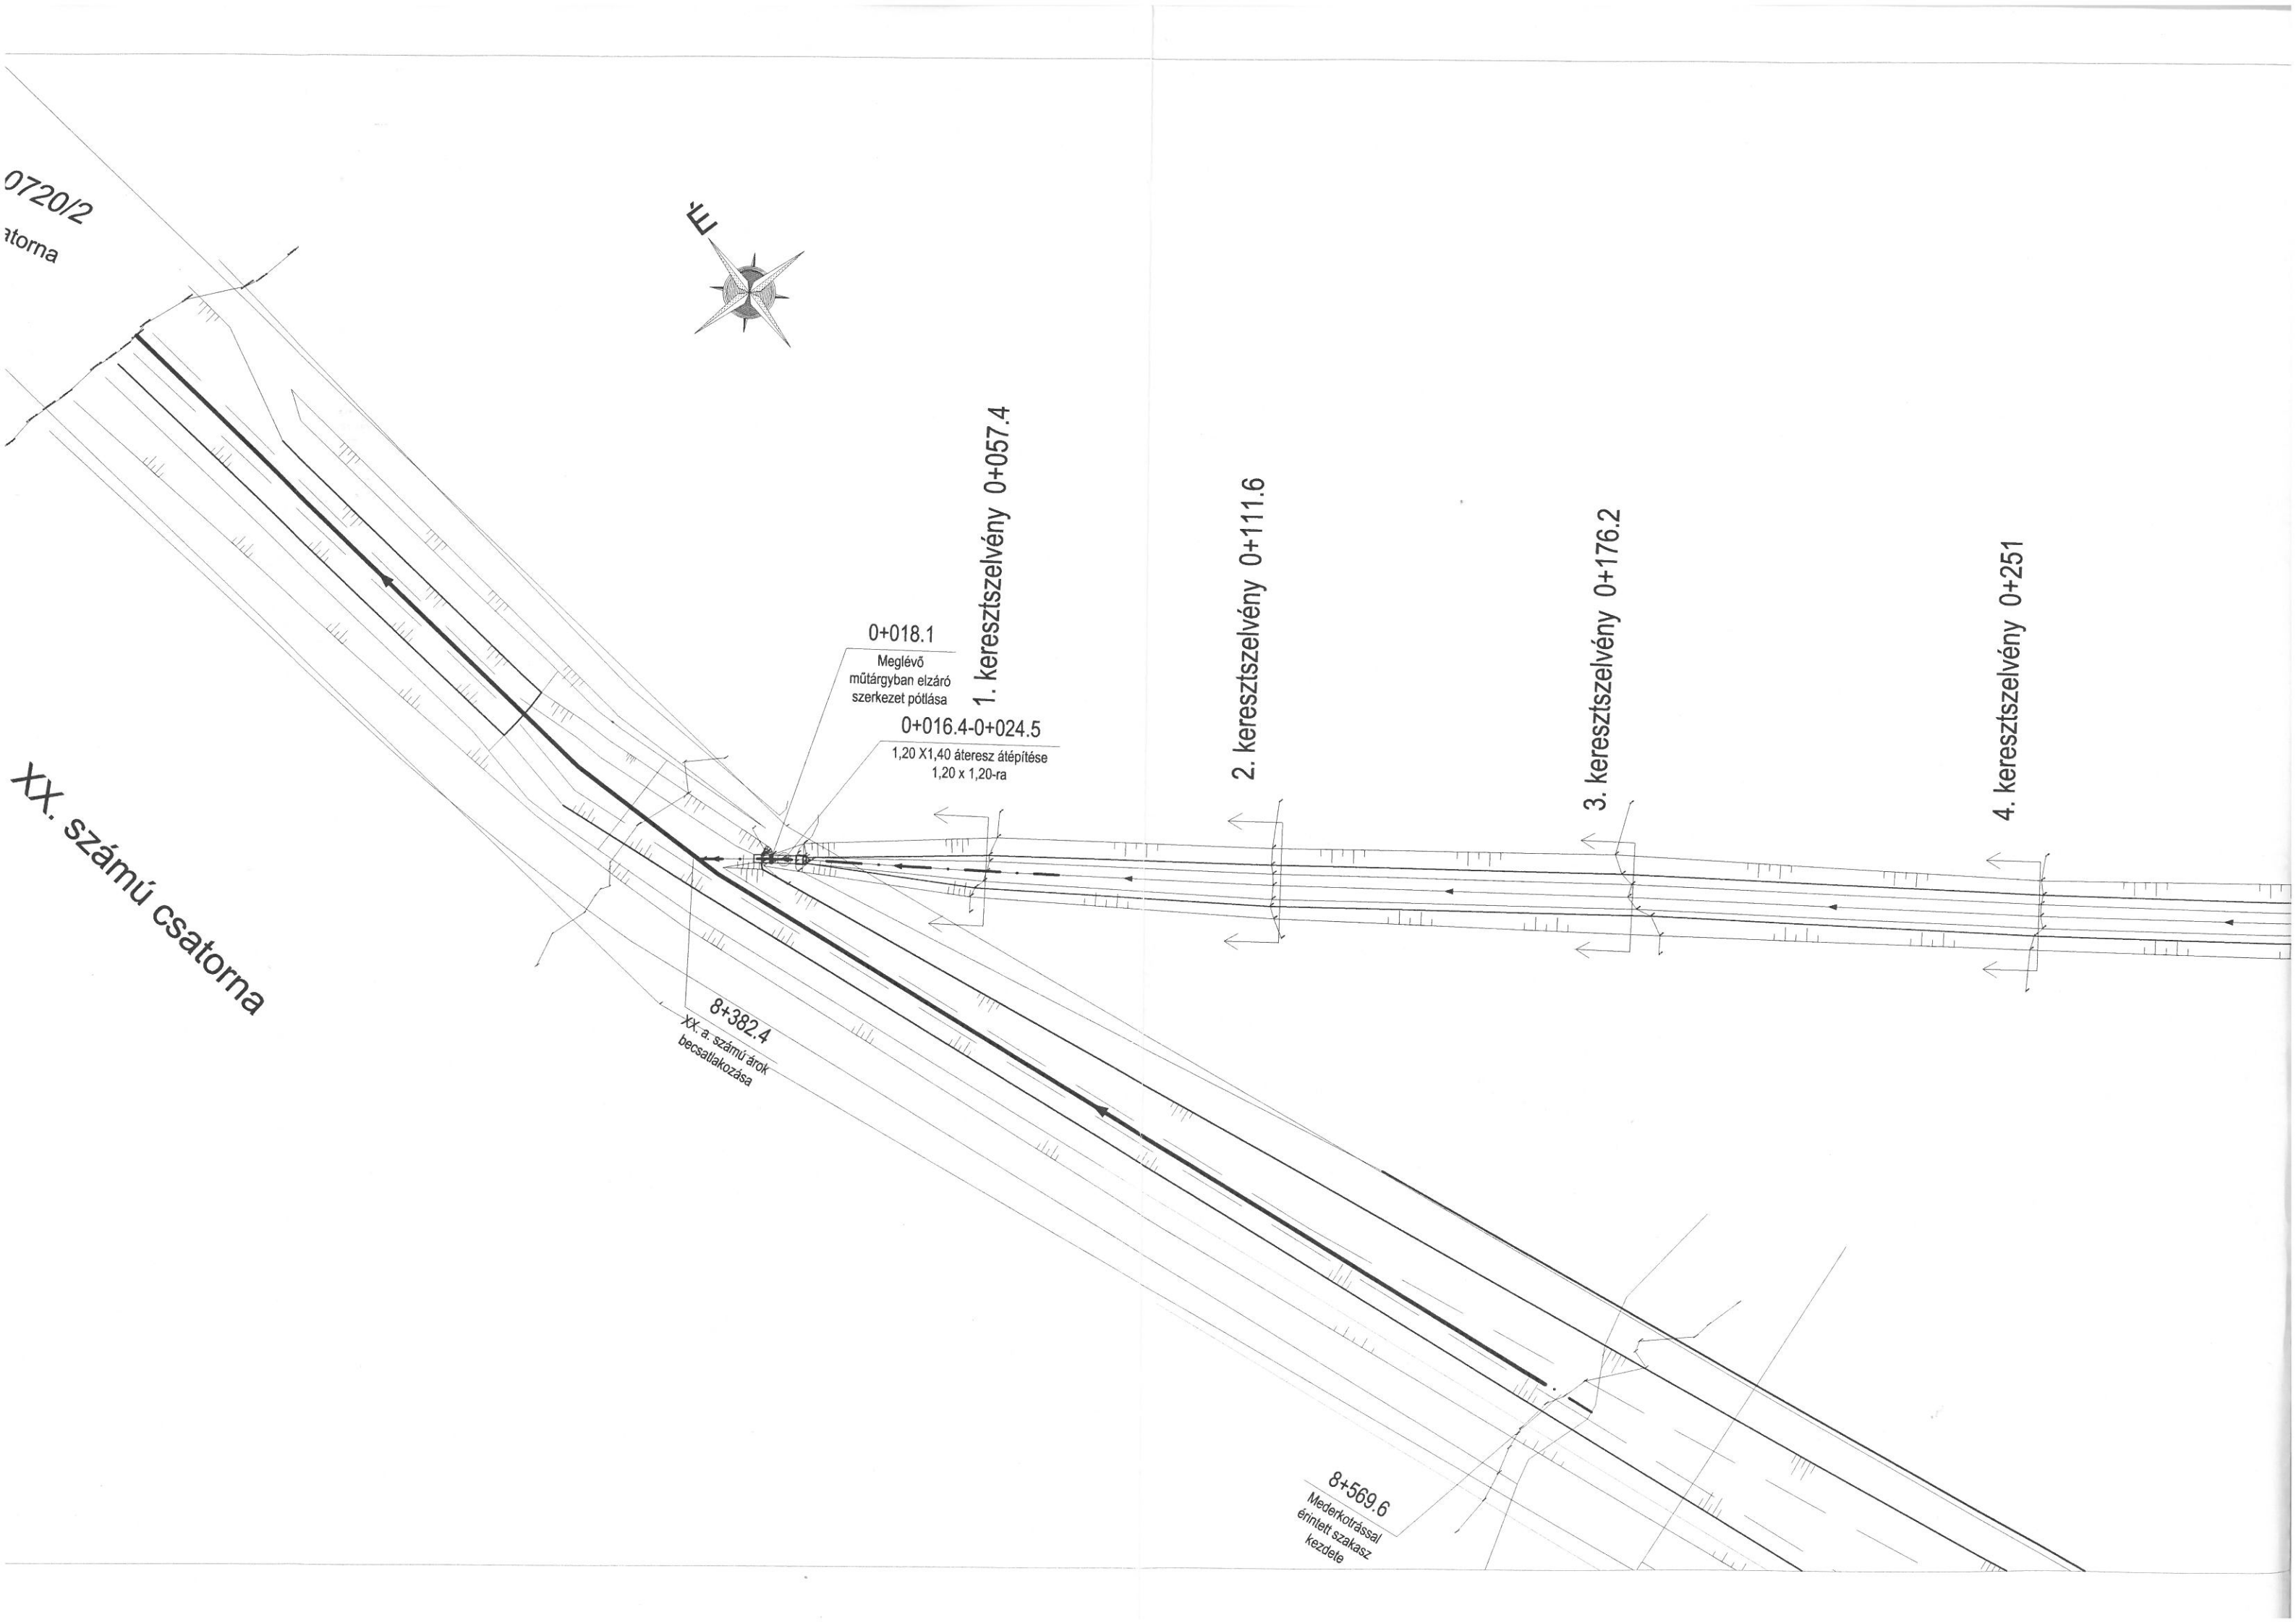 0720/2
É
1. keresztszelvény 0+057.4
2. keresztszelvény 0+111.6
3. keresztszelvény 0+176.2
4. keresztszelvény 0+251
0+018.1
Meglévő
műtárgyban elzáró
szerkezet pótlása
0+016.4-0+024.5
1,20 X1,40 áteresz átépítése
1,20 x 1,20-ra
XX. számú csatorna
8+382.4
XX. a. számú árok
becsatlakozása
8+569.6
Mederkotrással
érintett szakasz
kezdete